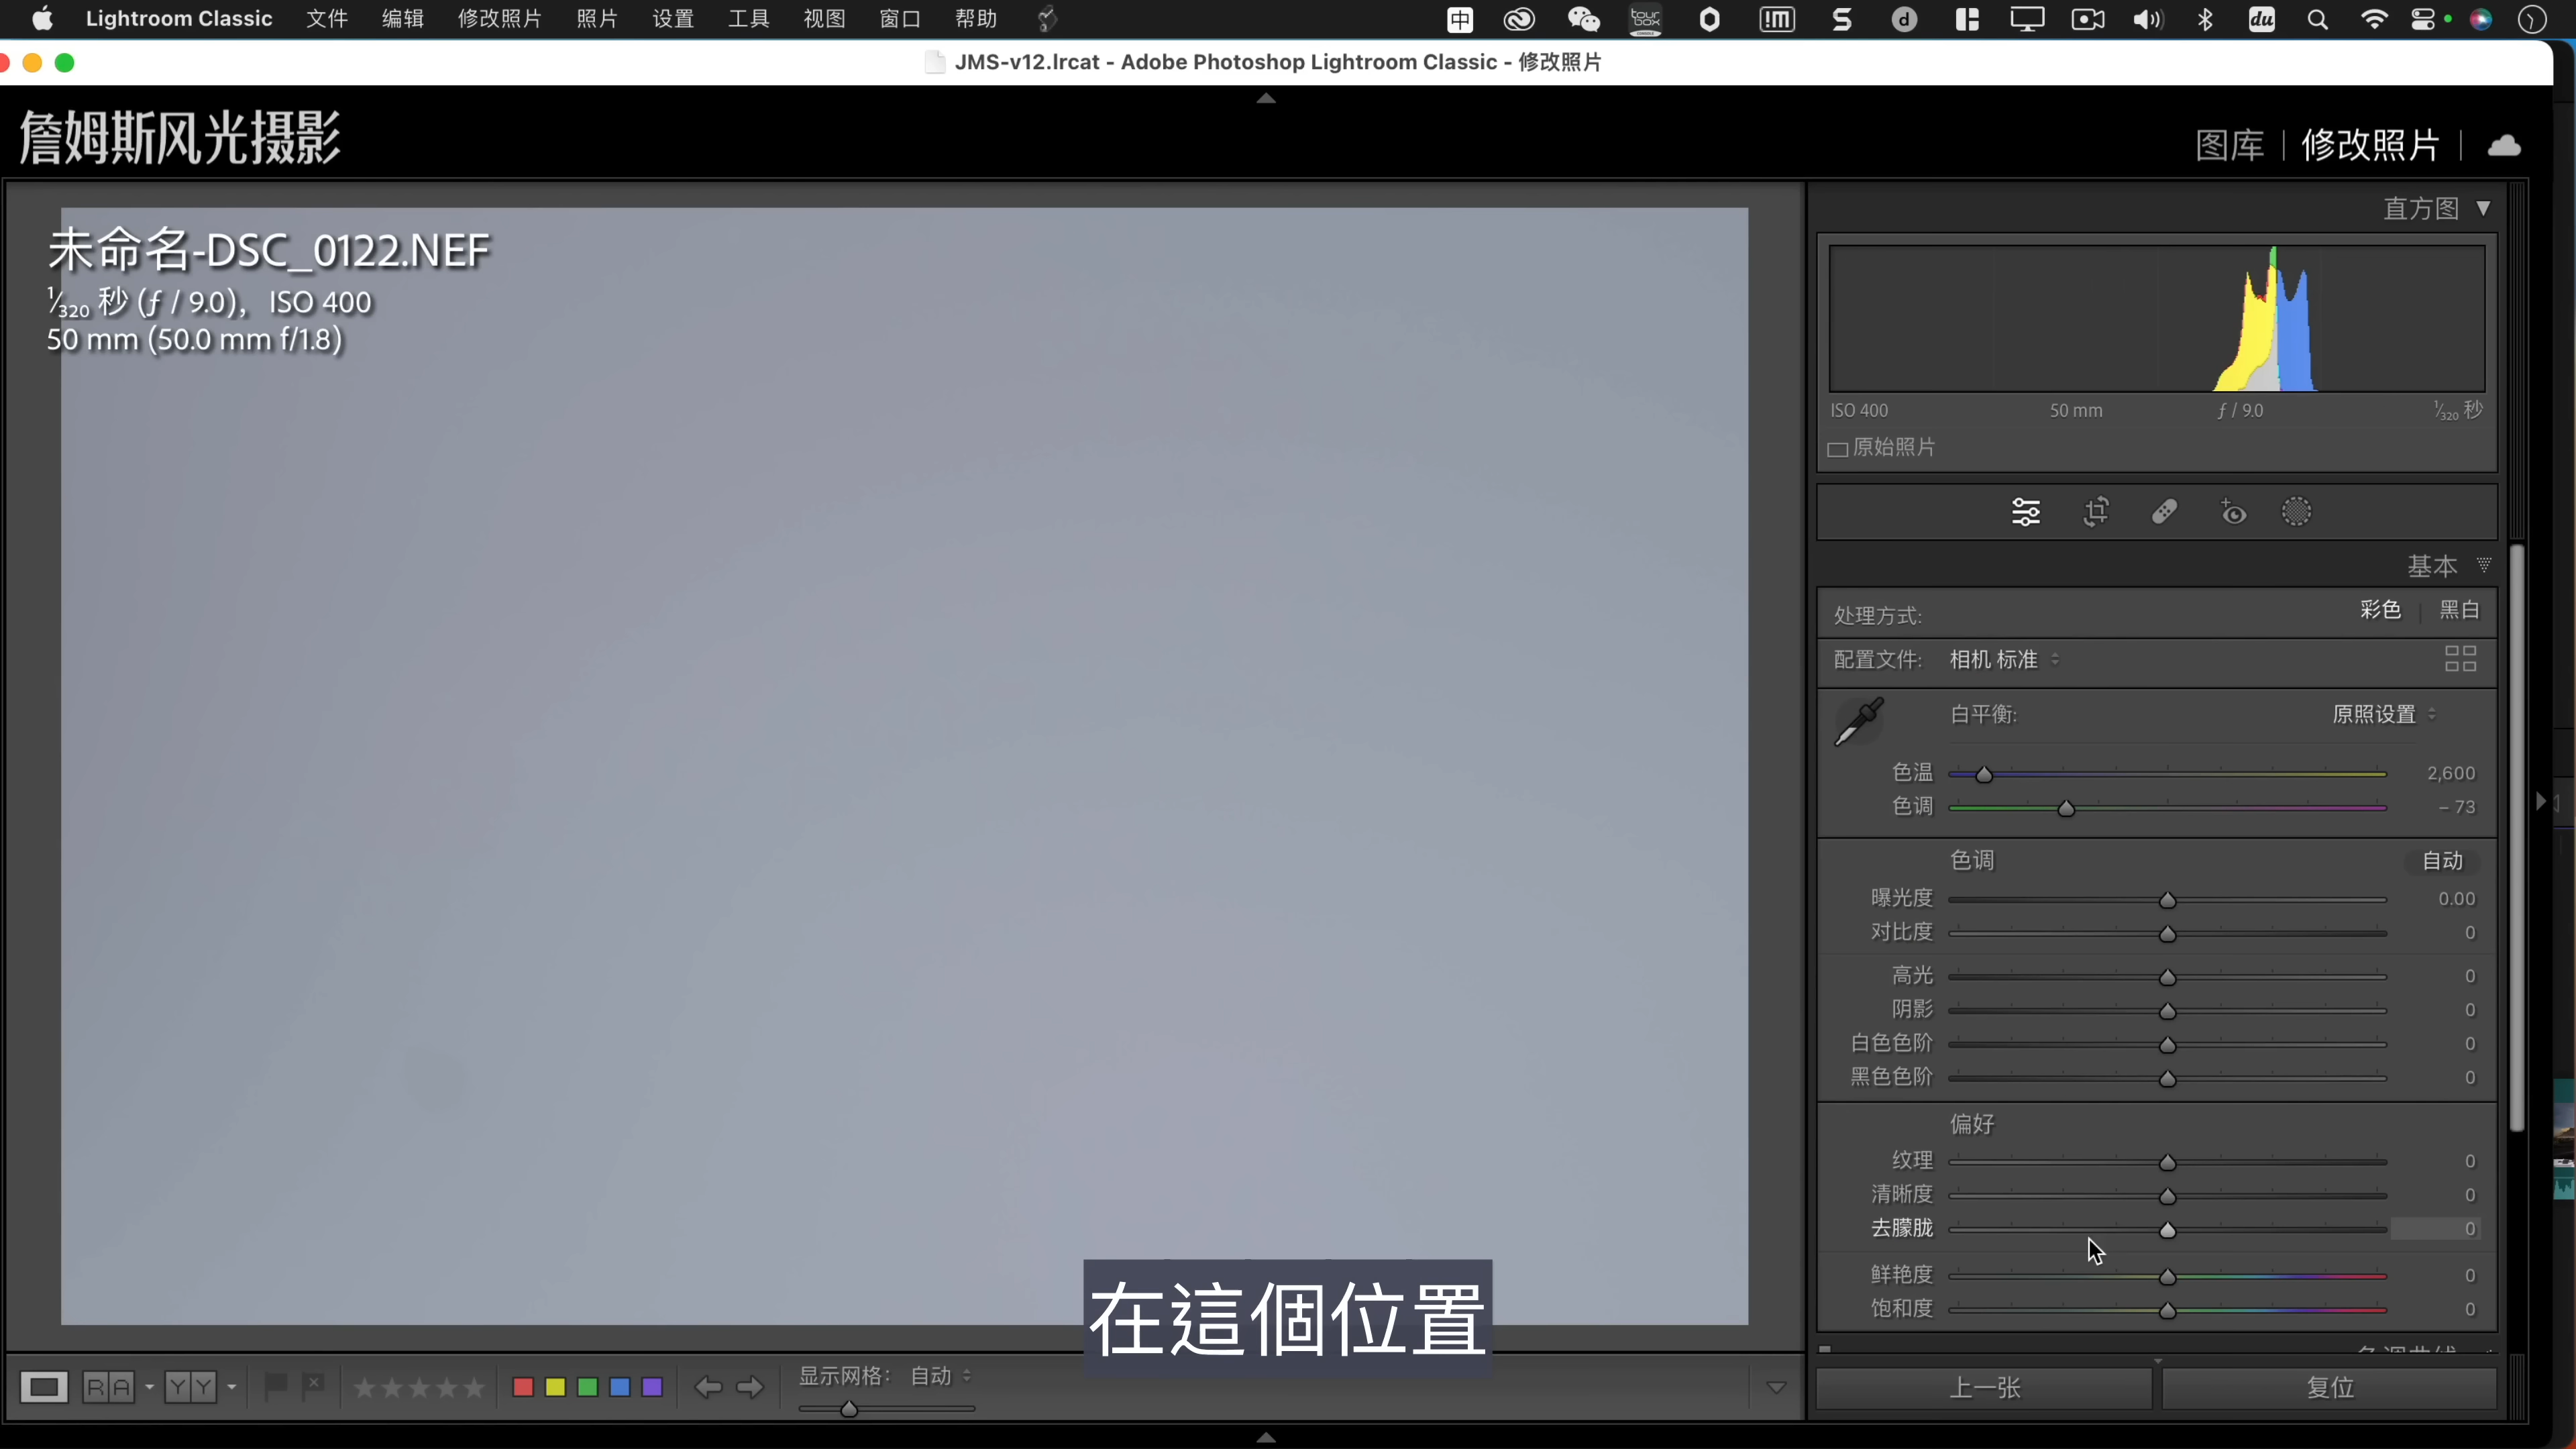 Lightroom Classic 文件 编辑 修改照片 照片 设置 工具 视图 窗口 帮助
JMS-v12.lrcat - Adobe Photoshop Lightroom Classic - 修改照片
詹姆斯风光摄影
图库 | 修改照片 |
未命名-DSC_0122.NEF
1/320 秒 (ƒ / 9.0)， ISO 400
50 mm (50.0 mm f/1.8)
直方图
ISO 400 50 mm ƒ / 9.0 1/320 秒
原始照片
基本
处理方式: 彩色 | 黑白
配置文件: 相机 标准
白平衡: 原照设置
色温 2,600
色调 – 73
色调 自动
曝光度 0.00
对比度 0
高光 0
阴影 0
白色色阶 0
黑色色阶 0
偏好
纹理 0
清晰度 0
去朦胧 0
鲜艳度 0
饱和度 0
色调曲线
在這個位置
RA YY 显示网格: 自动
上一张 复位